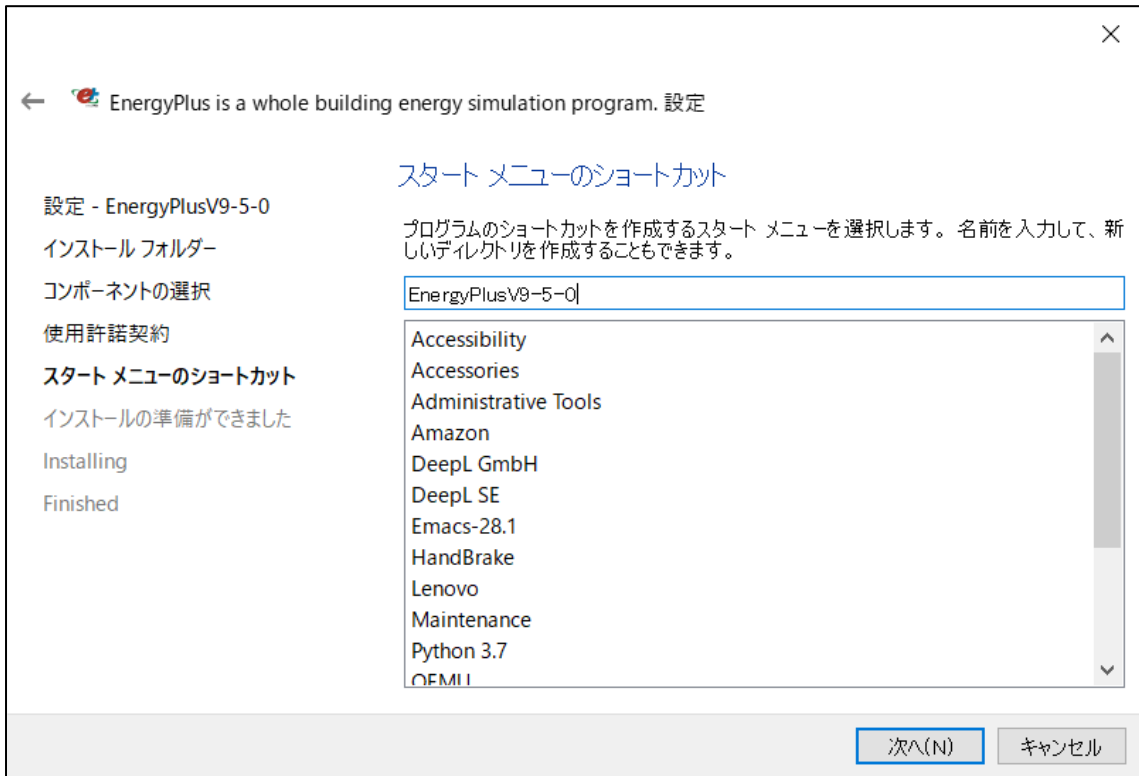 EnergyPlus is a whole building energy simulation program. 設定
設定 - EnergyPlusV9-5-0
インストール フォルダー
コンポーネントの選択
使用許諾契約
スタート メニューのショートカット
インストールの準備ができました
Installing
Finished
スタート メニューのショートカット
プログラムのショートカットを作成するスタート メニューを選択します。名前を入力して、新
しいディレクトリを作成することもできます。
EnergyPlusV9-5-0
Accessibility
Accessories
Administrative Tools
Amazon
DeepL GmbH
DeepL SE
Emacs-28.1
HandBrake
Lenovo
Maintenance
Python 3.7
QEMU
次へ(N)
キャンセル